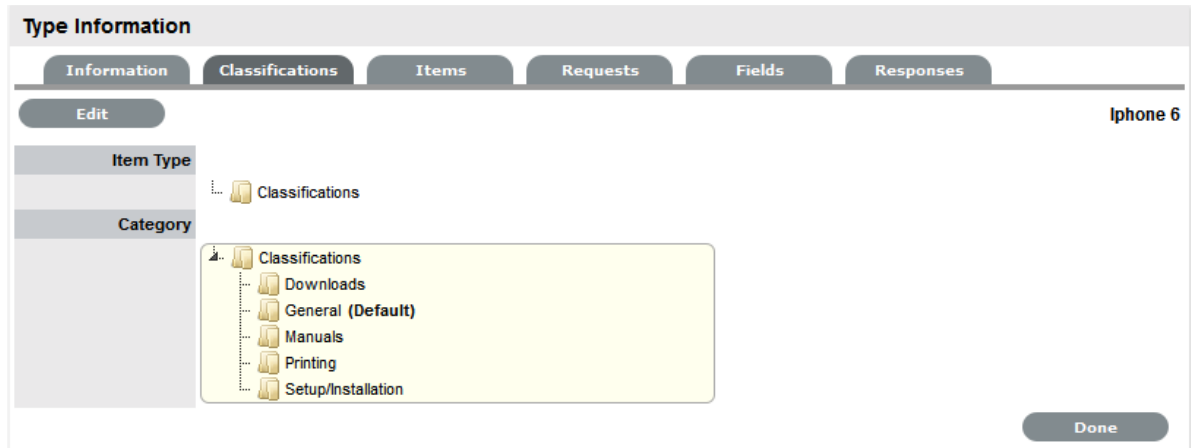 Type Information
Information Classifications Items Requests Fields Responses
Edit Iphone 6
Item Type
Classifications
Category
Classifications
Downloads
General (Default)
Manuals
Printing
Setup/Installation
Done